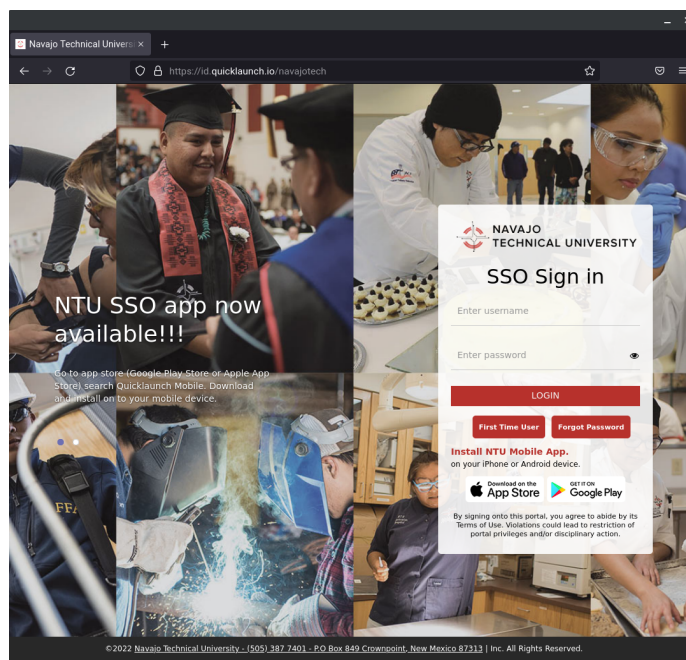 Navajo Technical Univers
https://id.quicklaunch.io/navajotech
NTU SSO app now
available!!!
Go to app store (Google Play Store or Apple App
Store) search Quicklaunch Mobile. Download
and install on to your mobile device.
FFA
NAVAJO
TECHNICAL UNIVERSITY
SSO Sign in
Enter username
Enter password
LOGIN
First Time User
Forgot Password
Install NTU Mobile App.
on your iPhone or Android device.
Download on the
App Store
GET IT ON
Google Play
By signing onto this portal, you agree to abide by its
Terms of Use. Violations could lead to restriction of
portal privileges and/or disciplinary action.
©2022 Navajo Technical University - (505) 387 7401 - P.O Box 849 Crownpoint, New Mexico 87313 | Inc. All Rights Reserved.